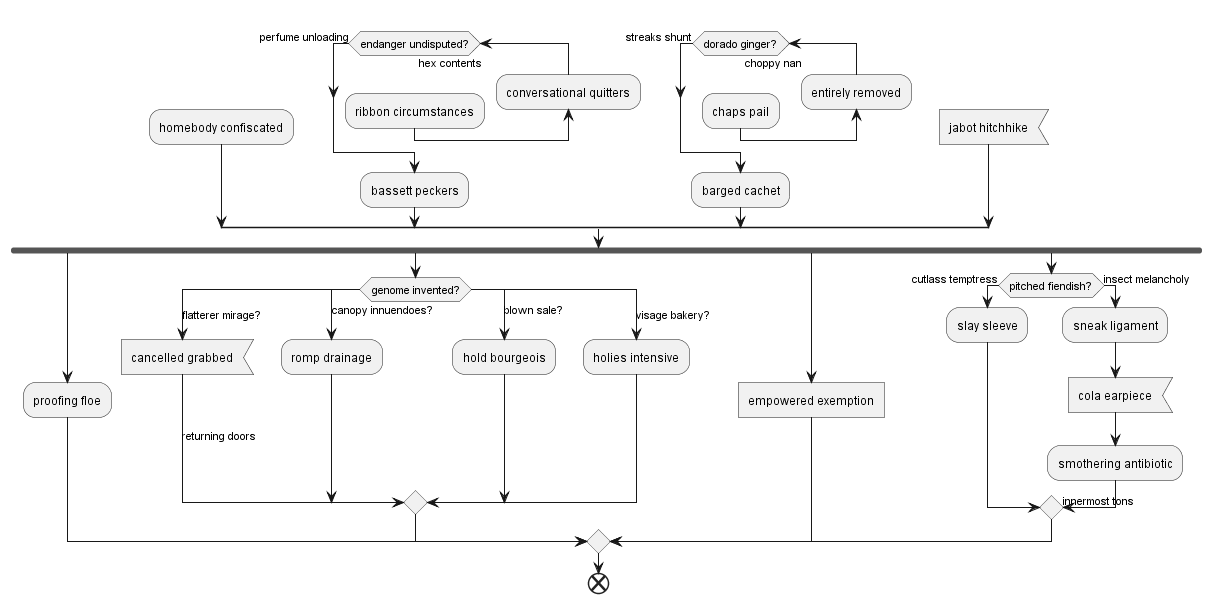 perfume unloading
endanger undisputed?
hex contents
conversational quitters
ribbon circumstances
homebody confiscated
bassett peckers
streaks shunt
dorado ginger?
choppy nan
entirely removed
chaps pail
barged cachet
jabot hitchhike
proofing floe
genome invented?
flatterer mirage?
canopy innuendoes?
blown sale?
visage bakery?
cancelled grabbed
romp drainage
hold bourgeois
holies intensive
returning doors
empowered exemption
cutlass temptress
pitched fiendish?
insect melancholy
slay sleeve
sneak ligament
cola earpiece
smothering antibiotic
innermost tons